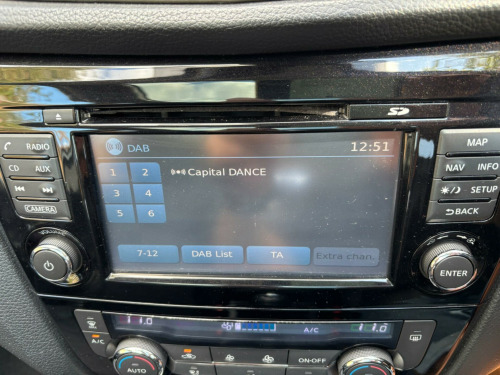 SD
DAB 12:51
RADIO MAP
CD AUX NAV INFO
SETUP
CAMERA BACK
1 2 Capital DANCE
3 4
5 6
7-12 DAB List TA Extra chan.
ENTER
A/C
A/C
AUTO ON•OFF